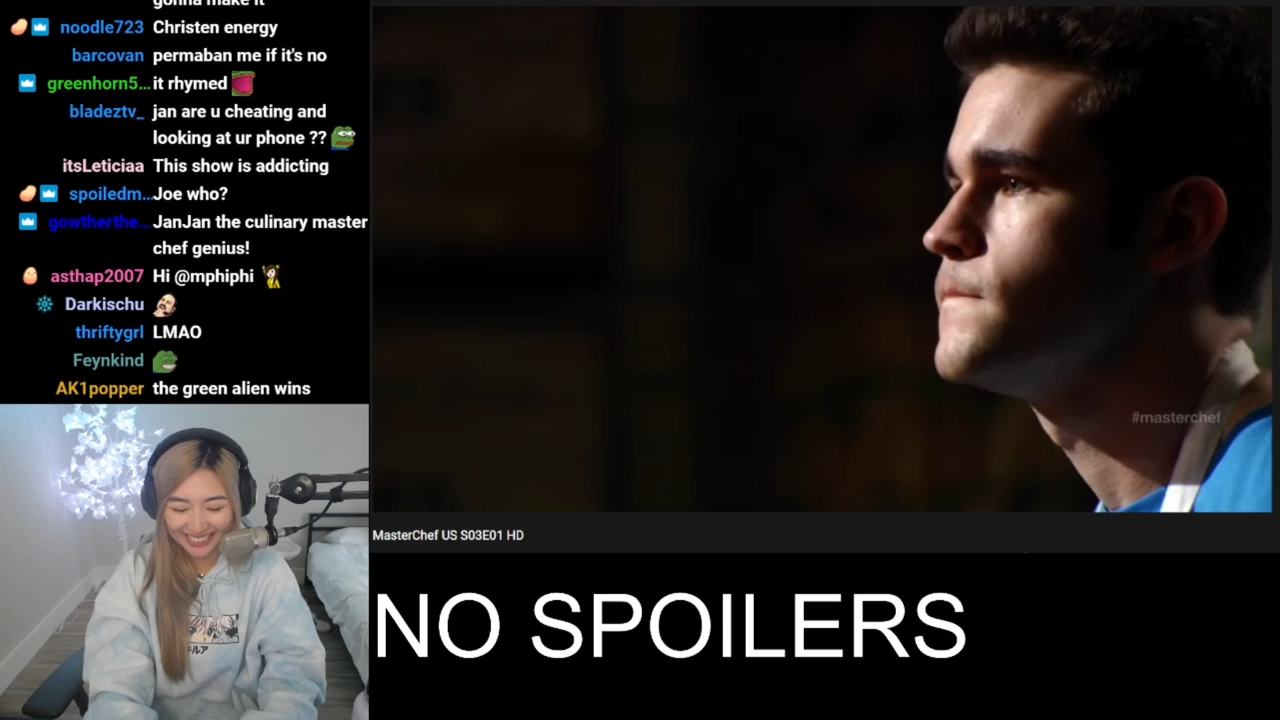 gonna make it
noodle723 Christen energy
barcovan permaban me if it's no
greenhorn5... it rhymed
bladeztv_ jan are u cheating and
looking at ur phone ??
itsLeticiaa This show is addicting
spoiledm... Joe who?
gowtherthe... JanJan the culinary master
chef genius!
asthap2007 Hi @mphiphi
Darkischu
thriftygrl LMAO
Feynkind
AK1popper the green alien wins
#masterchef
MasterChef US S03E01 HD
NO SPOILERS
ルア